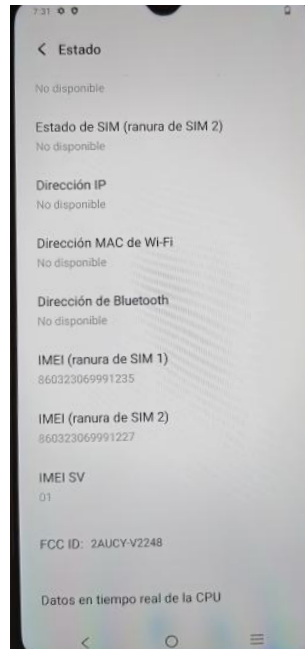 7:31
Estado
No disponible
Estado de SIM (ranura de SIM 2)
No disponible
Dirección IP
No disponible
Dirección MAC de Wi-Fi
No disponible
Dirección de Bluetooth
No disponible
IMEI (ranura de SIM 1)
860323069991235
IMEI (ranura de SIM 2)
860323069991227
IMEI SV
01
FCC ID: 2AUCY-V2248
Datos en tiempo real de la CPU